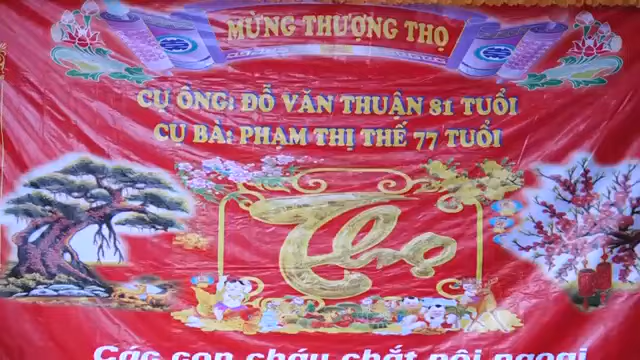 MỪNG THƯỢNG THỌ
CỤ ÔNG: ĐỖ VĂN THUẬN 81 TUỔI
CỤ BÀ: PHẠM THỊ THẾ 77 TUỔI
Thọ
Các con cháu chắt nội ngoại